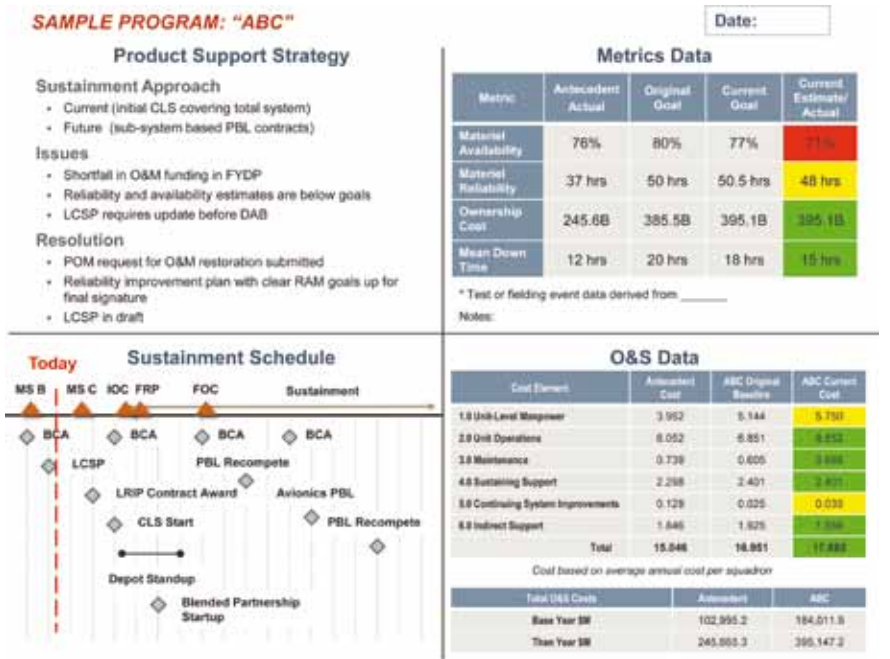 SAMPLE PROGRAM: “ABC”
Date:
Product Support Strategy
Sustainment Approach
• Current (initial CLS covering total system)
• Future (sub-system based PBL contracts)
Issues
• Shortfall in O&M funding in FYDP
• Reliability and availability estimates are below goals
• LCSP requires update before DAB
Resolution
• POM request for O&M restoration submitted
• Reliability improvement plan with clear RAM goals up for
final signature
• LCSP in draft
Metrics Data
Metric Antecedent Actual Original Goal Current Goal Current Estimate/ Actual
Materiel Availability 76% 80% 77% 71%
Materiel Reliability 37 hrs 50 hrs 50.5 hrs 48 hrs
Ownership Cost 245.6B 385.5B 395.1B 395.1B
Mean Down Time 12 hrs 20 hrs 18 hrs 15 hrs
* Test or fielding event data derived from _______
Notes:
Today
Sustainment Schedule
MS B MS C IOC FRP FOC Sustainment
BCA BCA BCA BCA
LCSP PBL Recompete
LRIP Contract Award Avionics PBL
CLS Start PBL Recompete
Depot Standup
Blended Partnership
Startup
O&S Data
Cost Element Antecedent Cost ABC Original Baseline ABC Current Cost
1.0 Unit-Level Manpower 3.952 5.144 5.750
2.0 Unit Operations 6.052 6.851
3.0 Maintenance 0.739 0.605
4.0 Sustaining Support 2.298 2.401 2.401
5.0 Continuing System Improvements 0.129 0.025 0.030
6.0 Indirect Support 1.846 1.925
Total 15.046 16.951
Cost based on average annual cost per squadron
Total O&S Costs Antecedent ABC
Base Year $M 102,995.2 184,011.9
Then Year $M 395,147.2